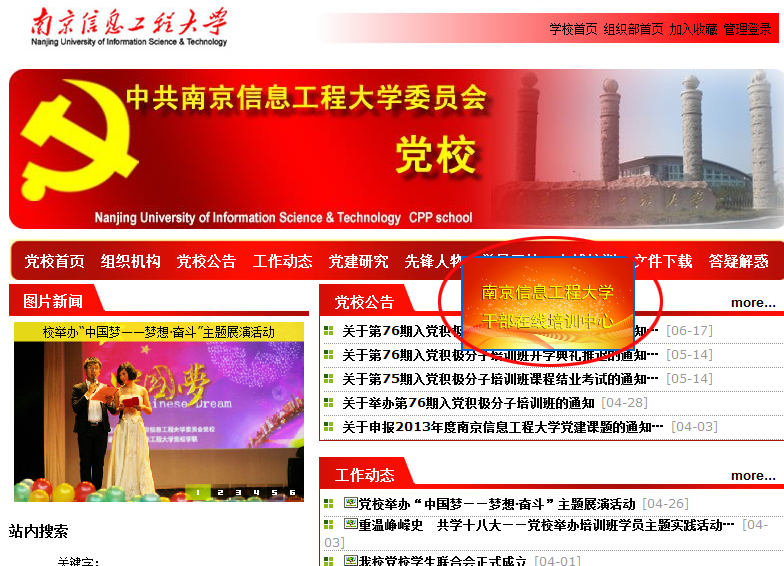 南京信息工程大学
Nanjing University of Information Science & Technology
学校首页 组织部首页 加入收藏 管理登录
中共南京信息工程大学委员会
党校
Nanjing University of Information Science & Technology CPP school
党校首页 组织机构 党校公告 工作动态 党建研究 先锋人物 文件下载 答疑解惑
南京信息工程大学
干部在线培训中心
图片新闻
校举办“中国梦——梦想·奋斗”主题展演活动
中国梦
Chinese Dream
1 2 3 4 5 6
站内搜索
关键字:
党校公告 more...
关于第76期入党积极 知… [06-17]
关于第76期入党积极分子培训班开学典礼推迟的通知… [05-14]
关于第75期入党积极分子培训班课程结业考试的通知… [05-14]
关于举办第76期入党积极分子培训班的通知 [04-28]
关于申报2013年度南京信息工程大学党建课题的通知… [04-03]
工作动态 more...
党校举办“中国梦——梦想·奋斗”主题展演活动 [04-26]
重温峥嵘史 共学十八大——党校举办培训班学员主题实践活动… [04-
03]
我校党校学生联合会正式成立 [04-01]